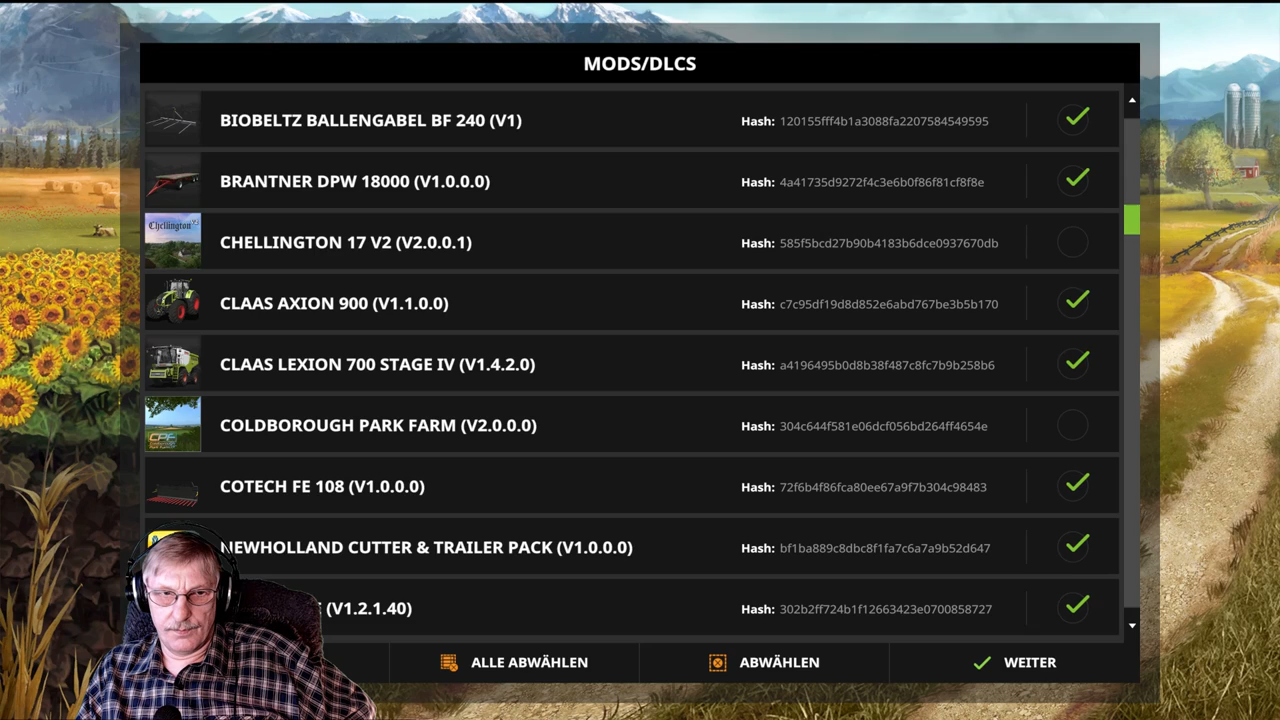 MODS/DLCS
BIOBELTZ BALLENGABEL BF 240 (V1) Hash: 120155fff4b1a3088fa2207584549595
BRANTNER DPW 18000 (V1.0.0.0) Hash: 4a41735d9272f4c3e6b0f86f81cf8f8e
Chellington
CHELLINGTON 17 V2 (V2.0.0.1) Hash: 585f5bcd27b90b4183b6dce0937670db
CLAAS AXION 900 (V1.1.0.0) Hash: c7c95df19d8d852e6abd767be3b5b170
CLAAS LEXION 700 STAGE IV (V1.4.2.0) Hash: a4196495b0d8b38f487c8fc7b9b258b6
CPF
COLDBOROUGH PARK FARM (V2.0.0.0) Hash: 304c644f581e06dcf056bd264ff4654e
COTECH FE 108 (V1.0.0.0) Hash: 72f6b4f86fca80ee67a9f7b304c98483
NEWHOLLAND CUTTER & TRAILER PACK (V1.0.0.0) Hash: bf1ba889c8dbc8f1fa7c6a7a9b52d647
(V1.2.1.40) Hash: 302b2ff724b1f12663423e0700858727
ALLE ABWÄHLEN ABWÄHLEN WEITER